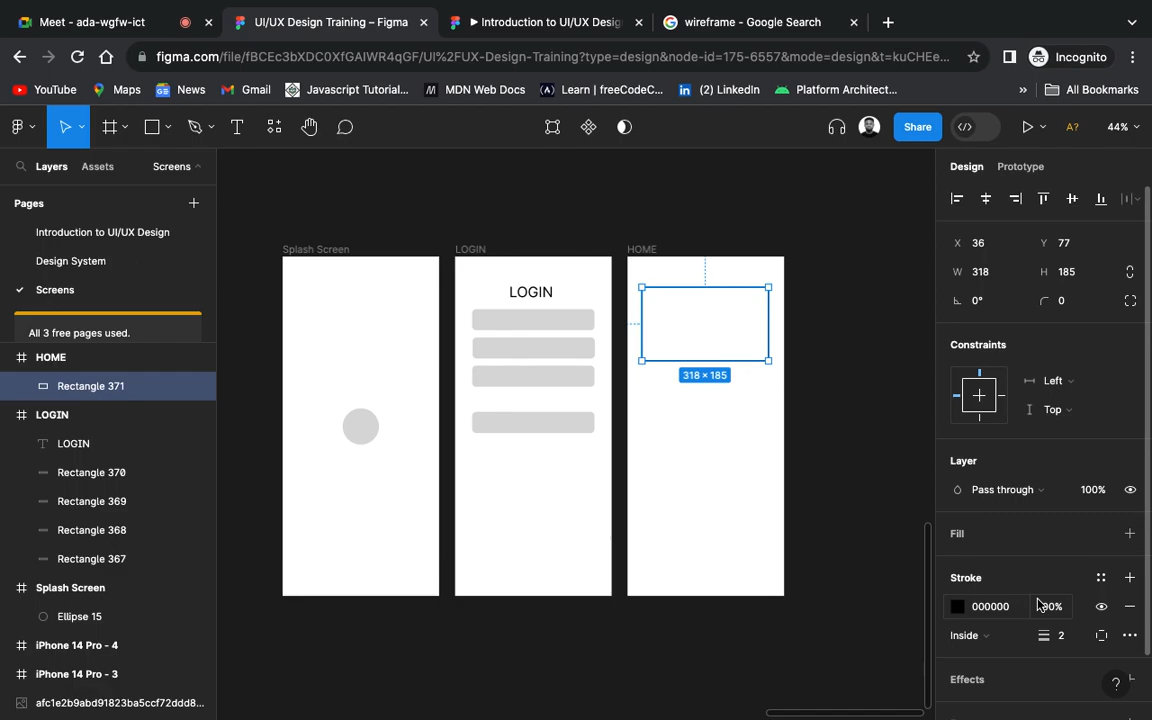 Meet - ada-wgfw-ict
UI/UX Design Training – Figma
Introduction to UI/UX Desig
wireframe - Google Search
figma.com/file/fBCEc3bXDC0XfGAIWR4qGF/UI%2FUX-Design-Training?type=design&node-id=175-6557&mode=design&t=kuCHEe...
Incognito
YouTube
Maps
News
Gmail
Javascript Tutorial...
MDN Web Docs
Learn | freeCodeC...
(2) LinkedIn
Platform Architect...
»
All Bookmarks
Share
A?
44%
Layers
Assets
Screens
Pages
Introduction to UI/UX Design
Design System
Screens
All 3 free pages used.
HOME
Rectangle 371
LOGIN
LOGIN
Rectangle 370
Rectangle 369
Rectangle 368
Rectangle 367
Splash Screen
Ellipse 15
iPhone 14 Pro - 4
iPhone 14 Pro - 3
afc1e2b9abd91823ba5ccf72ddd8...
Splash Screen
LOGIN
HOME
LOGIN
318 × 185
Design
Prototype
X 36
Y 77
W 318
H 185
0°
0
Constraints
Left
Top
Layer
Pass through
100%
Fill
Stroke
000000
Inside
2
Effects
?